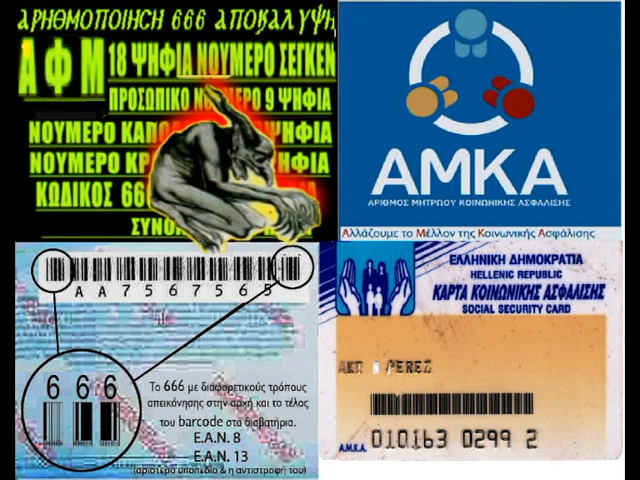 ΑΡΗΘΜΟΠΟΙΗΣΗ 666 ΑΠΟΚΑΛΥΨΗ
ΑΦΜ 18 ΨΗΦΙΑ ΝΟΥΜΕΡΟ ΣΕΓΚΕΝ
ΠΡΟΣΩΠΙΚΟ ΝΟΥΜΕΡΟ 9 ΨΗΦΙΑ
ΝΟΥΜΕΡΟ ΨΗΦΙΑ
ΝΟΥΜΕΡΟ ΨΗΦΙΑ
ΚΩΔΙΚΟΣ
ΑΜΚΑ
ΑΡΙΘΜΟΣ ΜΗΤΡΩΟΥ ΚΟΙΝΩΝΙΚΗΣ ΑΣΦΑΛΙΣΗΣ
Αλλάζουμε το Μέλλον της Κοινωνικής Ασφάλισης
A A 7 5 6 7 5 6 5
6 6 6
Το 666 με διαφορετικούς τρόπους
απεικόνησης στην αρχή και το τέλος
του barcode στα διαβατήρια.
E.A.N. 8
E.A.N. 13
(αριστερο υποπεδιο & η αντιστροφή του)
ΕΛΛΗΝΙΚΗ ΔΗΜΟΚΡΑΤΙΑ
HELLENIC REPUBLIC
ΚΑΡΤΑ ΚΟΙΝΩΝΙΚΗΣ ΑΣΦΑΛΙΣΗΣ
SOCIAL SECURITY CARD
PEREZ
Α.Μ.Κ.Α. 010163 0299 2